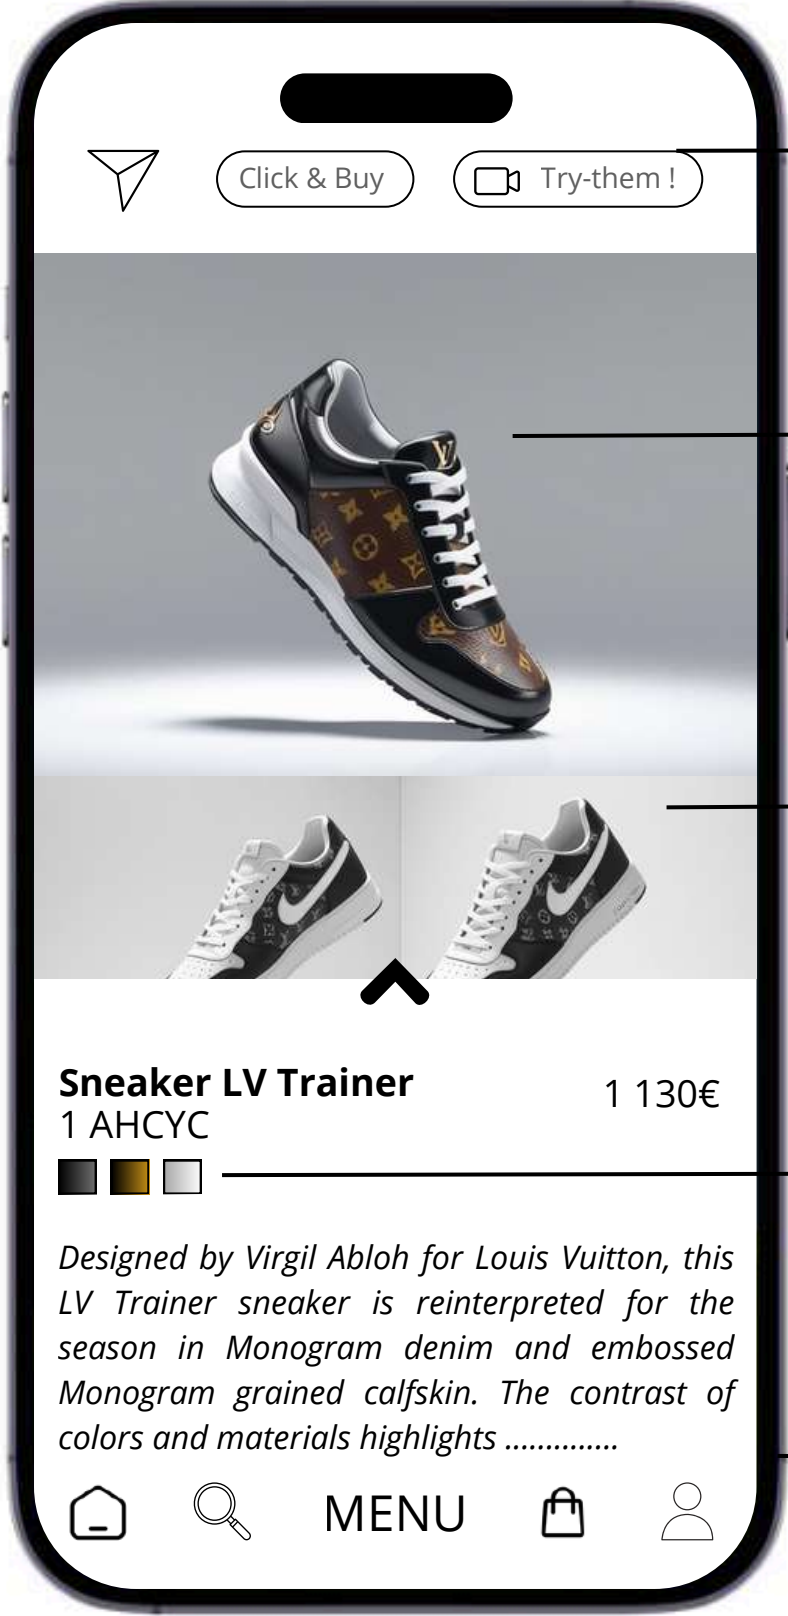 Click & Buy
Try-them !
LV
Sneaker LV Trainer
1 130€
1 AHCYC
Designed by Virgil Abloh for Louis Vuitton, this
LV Trainer sneaker is reinterpreted for the
season in Monogram denim and embossed
Monogram grained calfskin. The contrast of
colors and materials highlights ..............
MENU